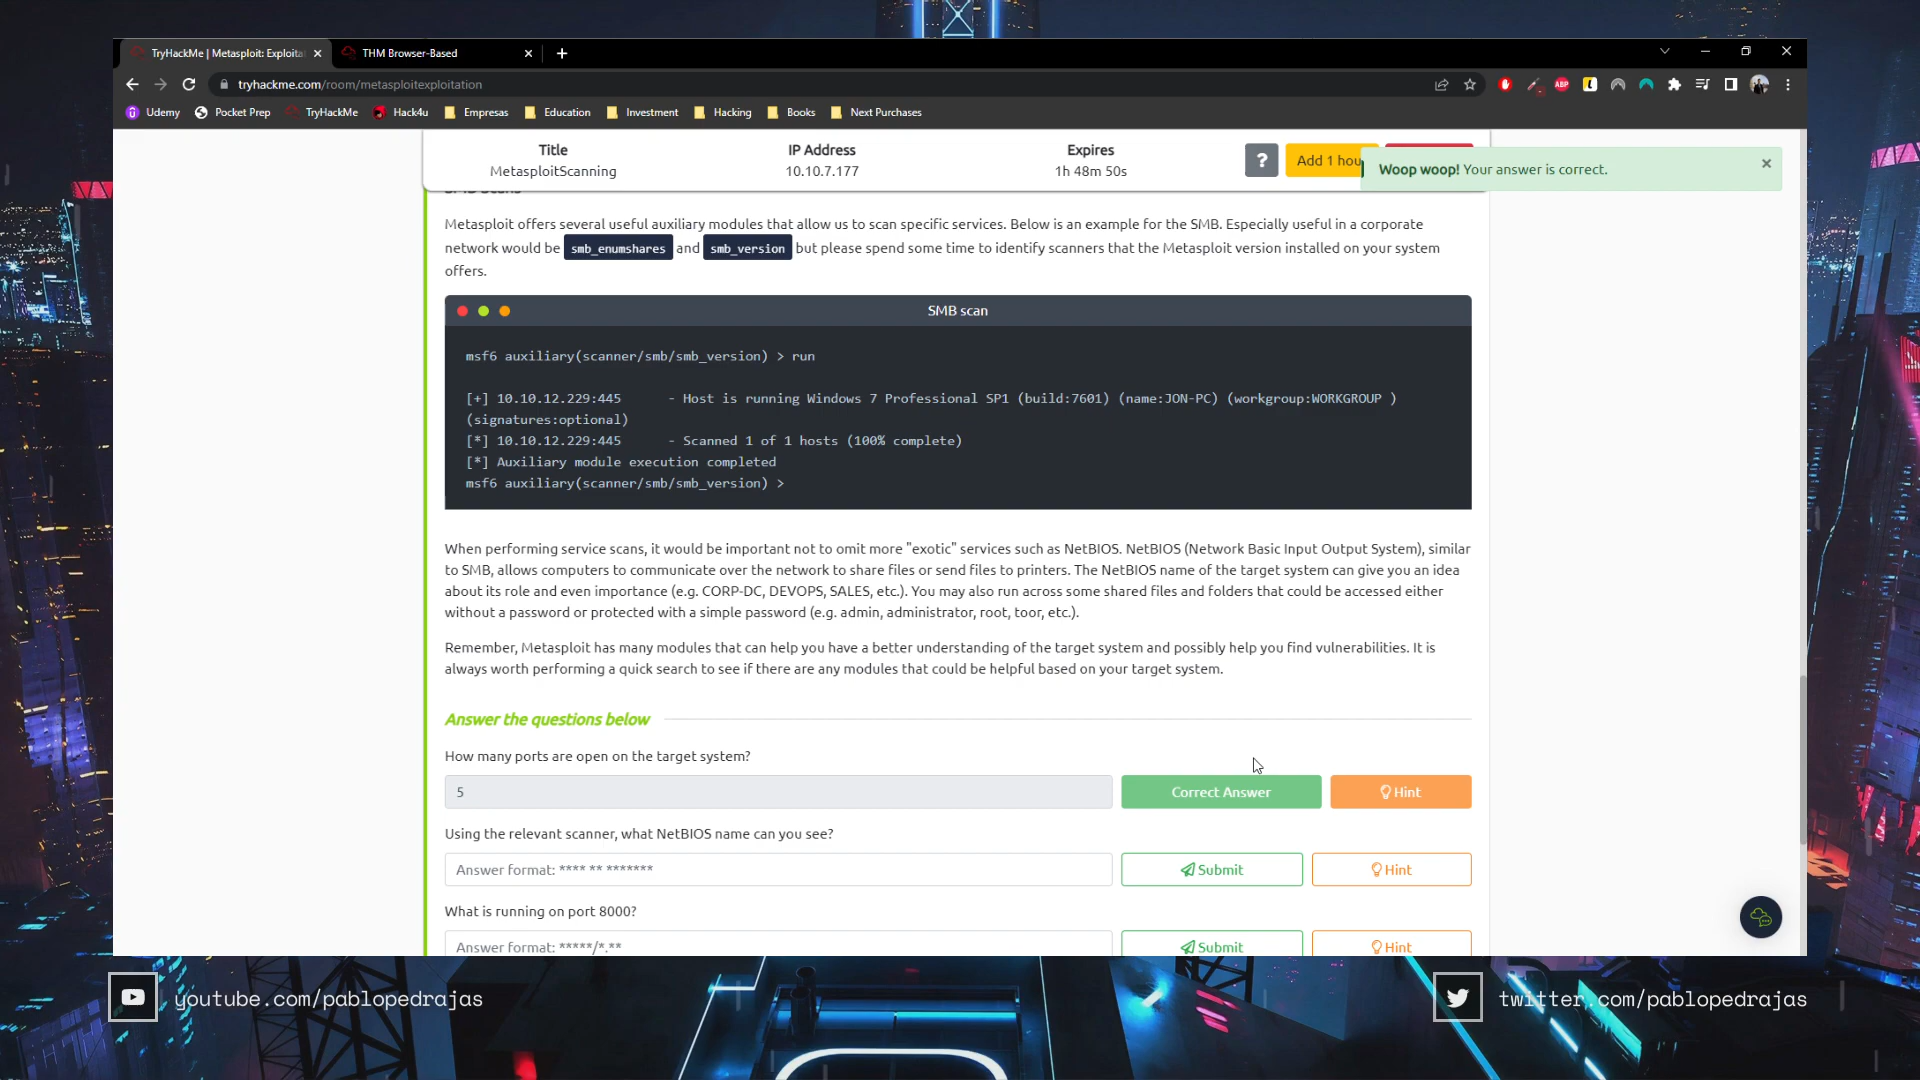 TryHackMe | Metasploit: Exploita
THM Browser-Based
tryhackme.com/room/metasploitexploitation
Udemy
Pocket Prep
TryHackMe
Hack4u
Empresas
Education
Investment
Hacking
Books
Next Purchases
Title
MetasploitScanning
IP Address
10.10.7.177
Expires
1h 48m 50s
?
Add 1 hou
Woop woop! Your answer is correct.
SMB Scans
Metasploit offers several useful auxiliary modules that allow us to scan specific services. Below is an example for the SMB. Especially useful in a corporate
network would be smb_enumshares and smb_version but please spend some time to identify scanners that the Metasploit version installed on your system
offers.
SMB scan
msf6 auxiliary(scanner/smb/smb_version) > run
[+] 10.10.12.229:445 - Host is running Windows 7 Professional SP1 (build:7601) (name:JON-PC) (workgroup:WORKGROUP )
(signatures:optional)
[*] 10.10.12.229:445 - Scanned 1 of 1 hosts (100% complete)
[*] Auxiliary module execution completed
msf6 auxiliary(scanner/smb/smb_version) >
When performing service scans, it would be important not to omit more "exotic" services such as NetBIOS. NetBIOS (Network Basic Input Output System), similar
to SMB, allows computers to communicate over the network to share files or send files to printers. The NetBIOS name of the target system can give you an idea
about its role and even importance (e.g. CORP-DC, DEVOPS, SALES, etc.). You may also run across some shared files and folders that could be accessed either
without a password or protected with a simple password (e.g. admin, administrator, root, toor, etc.).
Remember, Metasploit has many modules that can help you have a better understanding of the target system and possibly help you find vulnerabilities. It is
always worth performing a quick search to see if there are any modules that could be helpful based on your target system.
Answer the questions below
How many ports are open on the target system?
5
Correct Answer
Hint
Using the relevant scanner, what NetBIOS name can you see?
Answer format: **** ** *******
Submit
Hint
What is running on port 8000?
Answer format: *****/*.**
Submit
Hint
youtube.com/pablopedrajas
twitter.com/pablopedrajas